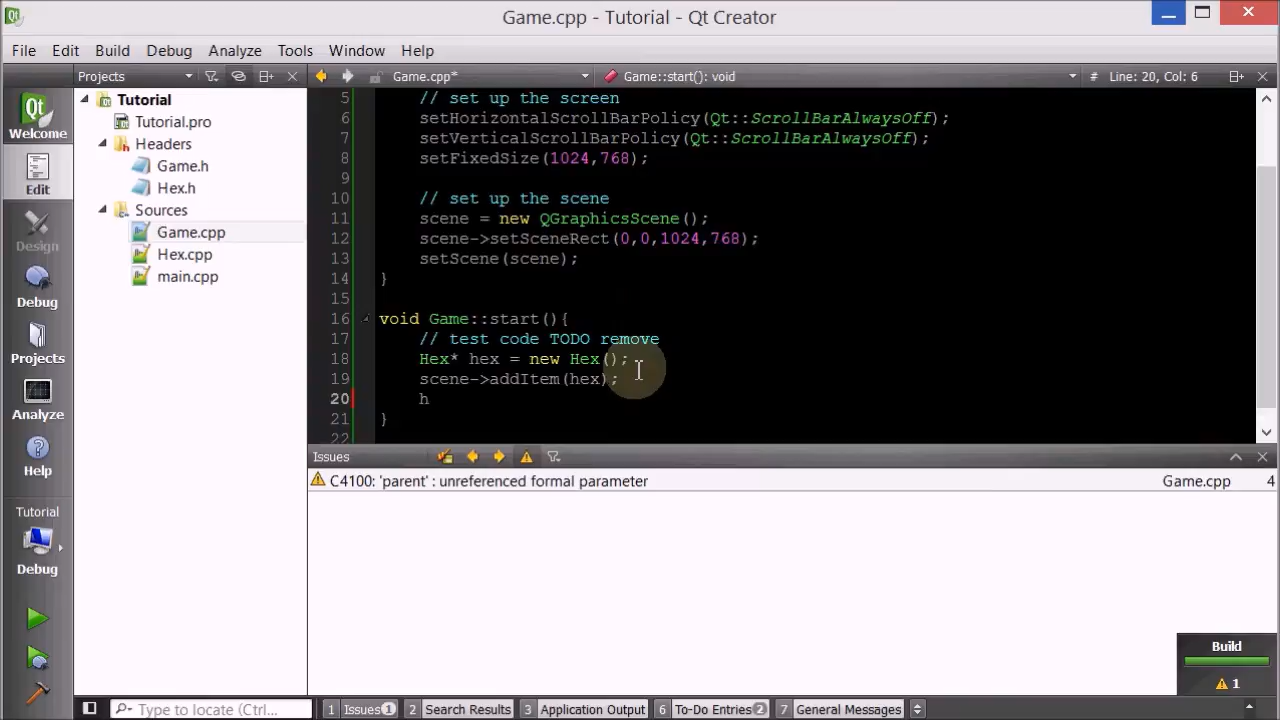 Game.cpp - Tutorial - Qt Creator
File Edit Build Debug Analyze Tools Window Help
Projects Game.cpp* Game::start(): void # Line: 20, Col: 6
Qt
Welcome
Edit
Design
Debug
Projects
Analyze
Help
Tutorial
Debug
Tutorial
Tutorial.pro
Headers
Game.h
Hex.h
Sources
Game.cpp
Hex.cpp
main.cpp
5 // set up the screen
6 setHorizontalScrollBarPolicy(Qt::ScrollBarAlwaysOff);
7 setVerticalScrollBarPolicy(Qt::ScrollBarAlwaysOff);
8 setFixedSize(1024,768);
9
10 // set up the scene
11 scene = new QGraphicsScene();
12 scene->setSceneRect(0,0,1024,768);
13 setScene(scene);
14 }
15
16 void Game::start(){
17 // test code TODO remove
18 Hex* hex = new Hex();
19 scene->addItem(hex);
20 h
21 }
22
Issues
C4100: 'parent' : unreferenced formal parameter Game.cpp 4
Build
1
Type to locate (Ctrl... 1 Issues 1 2 Search Results 3 Application Output 6 To-Do Entries 2 7 General Messages